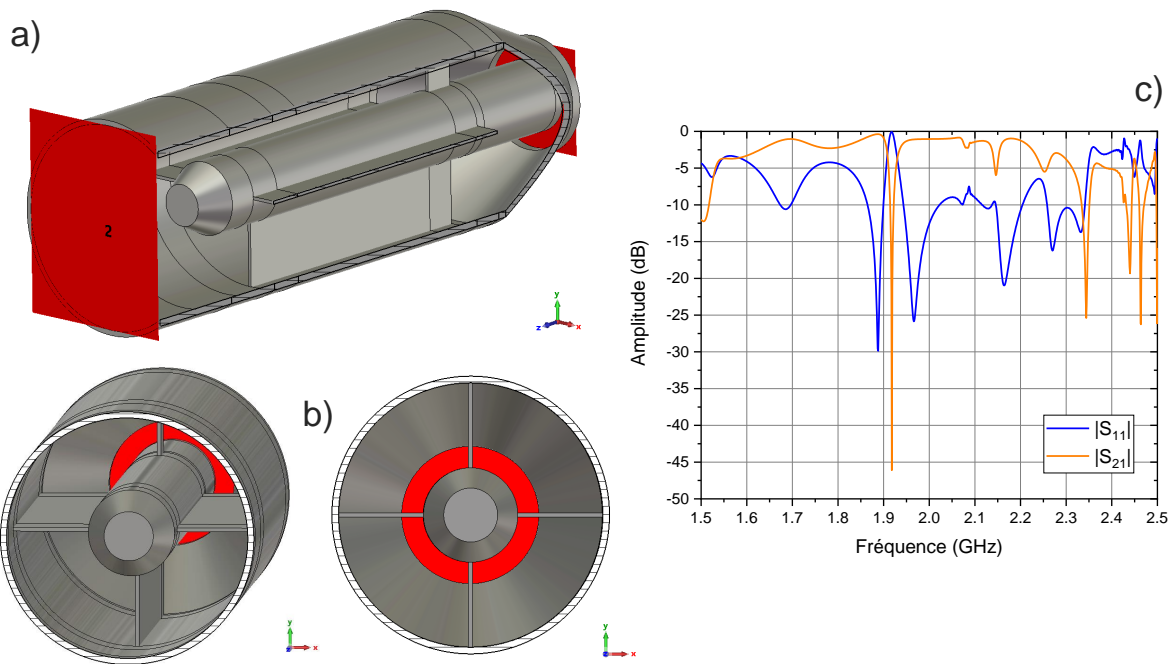 a)
2
y
z
x
b)
y
z
x
y
z
x
c)
0
-5
-10
-15
-20
-25
-30
-35
-40
-45
-50
Amplitude (dB)
|S11|
|S21|
1.5 1.6 1.7 1.8 1.9 2.0 2.1 2.2 2.3 2.4 2.5
Fréquence (GHz)